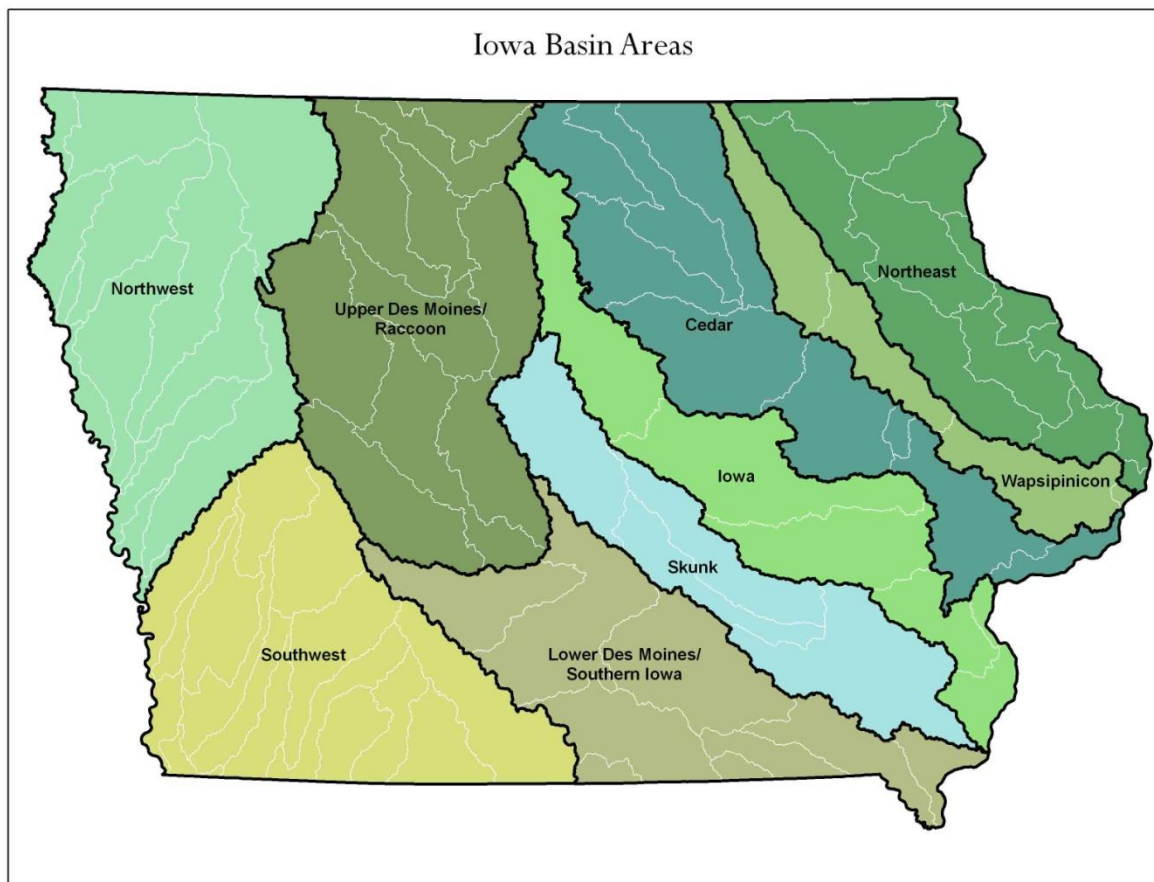 Iowa Basin Areas
Northwest
Upper Des Moines/
Raccoon
Cedar
Northeast
Iowa
Wapsipinicon
Skunk
Southwest
Lower Des Moines/
Southern Iowa